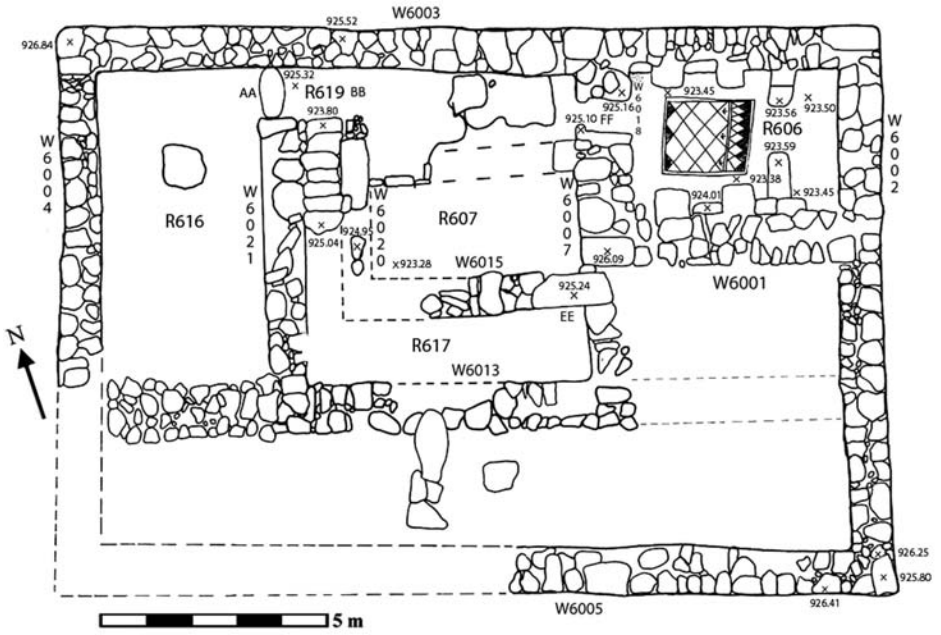 W6003
925.52
926.84
925.32
AA
R619 BB
923.80
925.16
925.10 FF
W6018
923.45
923.56
923.50
R606
923.59
923.38
924.01
923.45
W6004
W6002
R616
W6021
925.04
924.95
W6020
R607
923.28
W6007
926.09
W6015
W6001
925.24
EE
R617
W6013
N
926.25
925.80
926.41
W6005
5 m